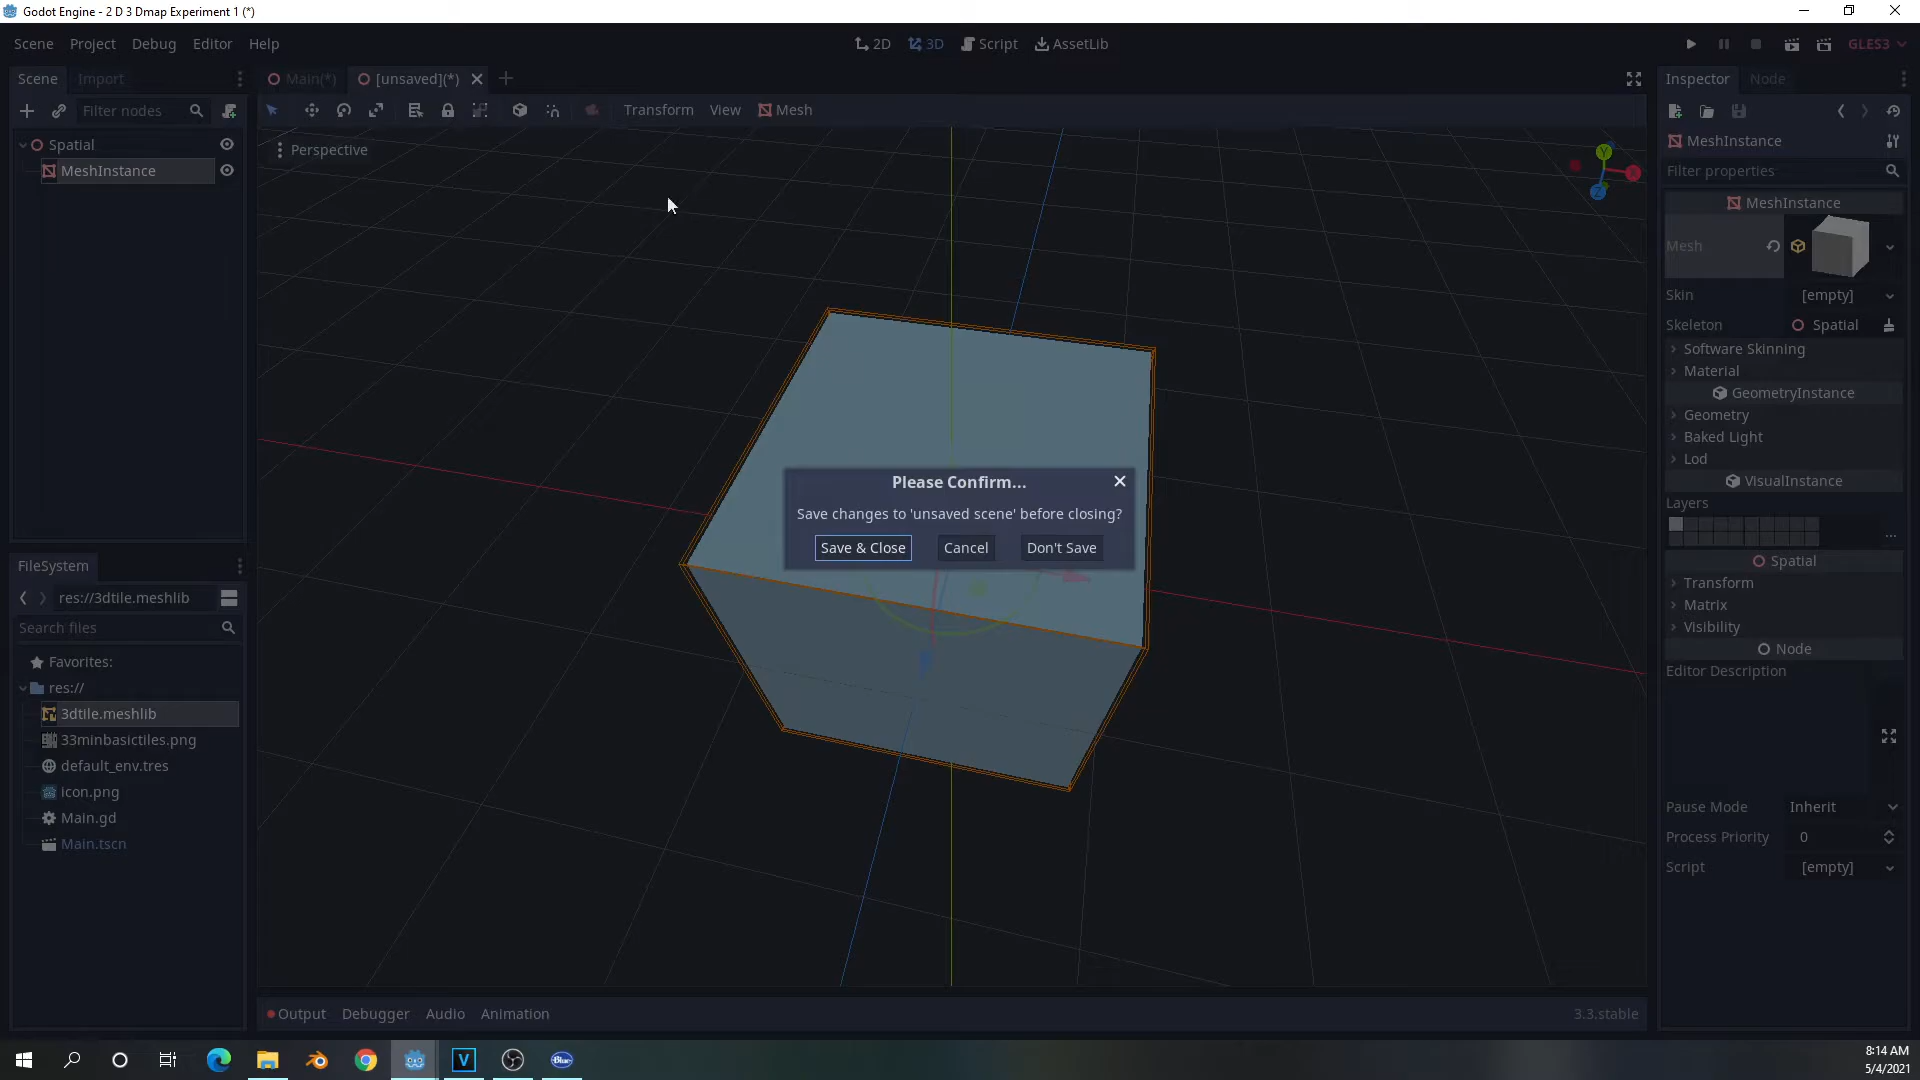 Godot Engine - 2 D 3 Dmap Experiment 1 (*)
Scene Project Debug Editor Help
2D 3D Script AssetLib
GLES3
Scene Import
Main(*) [unsaved](*)
Inspector Node
Filter nodes
Transform View Mesh
Spatial
MeshInstance
Perspective
Y
X
Z
MeshInstance
Filter properties
MeshInstance
Mesh
Skin [empty]
Skeleton Spatial
Software Skinning
Material
GeometryInstance
Geometry
Baked Light
Lod
VisualInstance
Layers
...
Spatial
Transform
Matrix
Visibility
Node
Editor Description
Pause Mode Inherit
Process Priority 0
Script [empty]
Please Confirm...
Save changes to 'unsaved scene' before closing?
Save & Close Cancel Don't Save
FileSystem
res://3dtile.meshlib
Search files
Favorites:
res://
3dtile.meshlib
33minbasictiles.png
default_env.tres
icon.png
Main.gd
Main.tscn
Output Debugger Audio Animation
3.3.stable
V
Blue
8:14 AM
5/4/2021